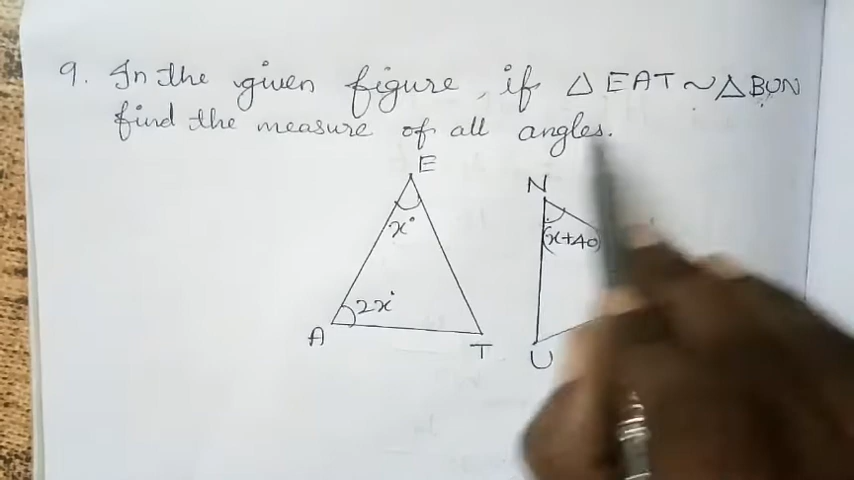 9. In the given figure, if △EAT ~ △BUN
find the measure of all angles.
E
N
x°
(x+40)
2x°
A
T
U